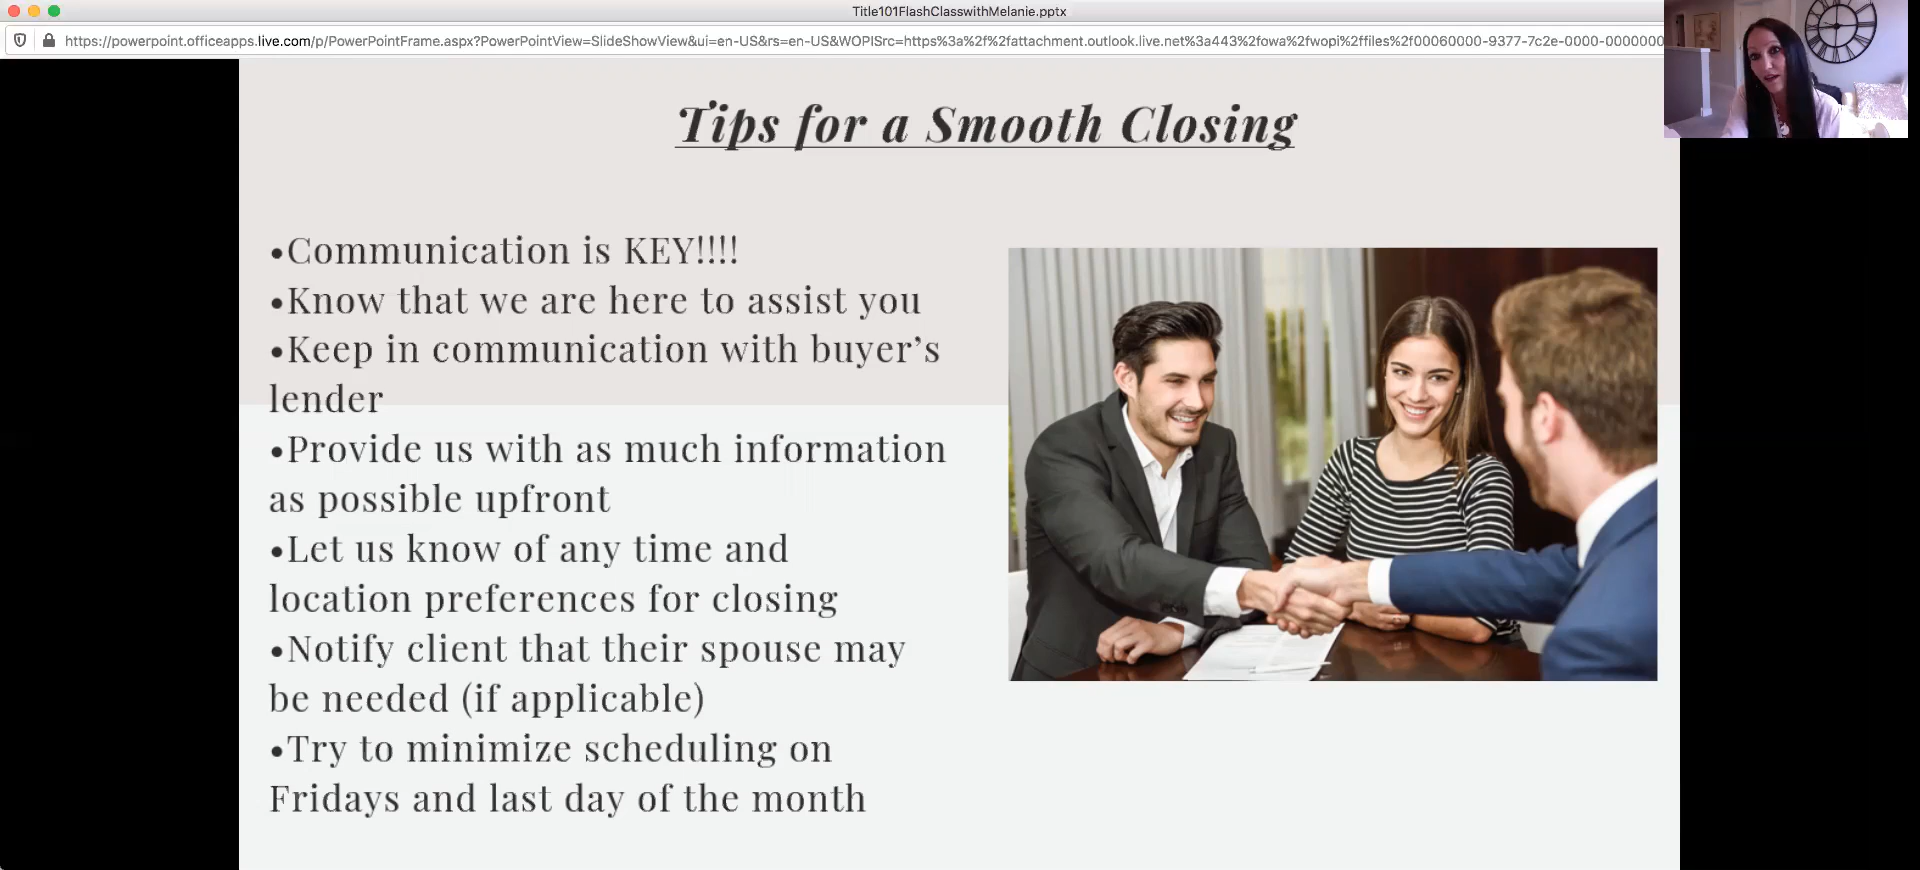 Title101FlashClasswithMelanie.pptx
https://powerpoint.officeapps.live.com/p/PowerPointFrame.aspx?PowerPointView=SlideShowView&ui=en-US&rs=en-US&WOPISrc=https%3a%2f%2fattachment.outlook.live.net%3a443%2fowa%2fwopi%2ffiles%2f00060000-9377-7c2e-0000-0000000
Tips for a Smooth Closing
•Communication is KEY!!!!
•Know that we are here to assist you
•Keep in communication with buyer’s
lender
•Provide us with as much information
as possible upfront
•Let us know of any time and
location preferences for closing
•Notify client that their spouse may
be needed (if applicable)
•Try to minimize scheduling on
Fridays and last day of the month